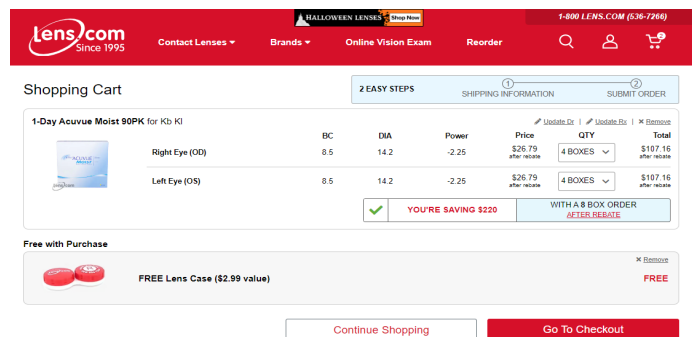 HALLOWEEN LENSES Shop Now
1-800 LENS.COM (536-7266)
Lens.com
Since 1995
Contact Lenses ▾ Brands ▾ Online Vision Exam Reorder
2
Shopping Cart
2 EASY STEPS
1 SHIPPING INFORMATION
2 SUBMIT ORDER
1-Day Acuvue Moist 90PK for Kb Kl
Update Dr | Update Rx | × Remove
BC DIA Power Price QTY Total
ACUVUE
Moist
Right Eye (OD) 8.5 14.2 -2.25 $26.79 4 BOXES $107.16
after rebate after rebate
Left Eye (OS) 8.5 14.2 -2.25 $26.79 4 BOXES $107.16
after rebate after rebate
Lens.com
YOU'RE SAVING $220
WITH A 8 BOX ORDER
AFTER REBATE
Free with Purchase
× Remove
FREE Lens Case ($2.99 value) FREE
Continue Shopping Go To Checkout